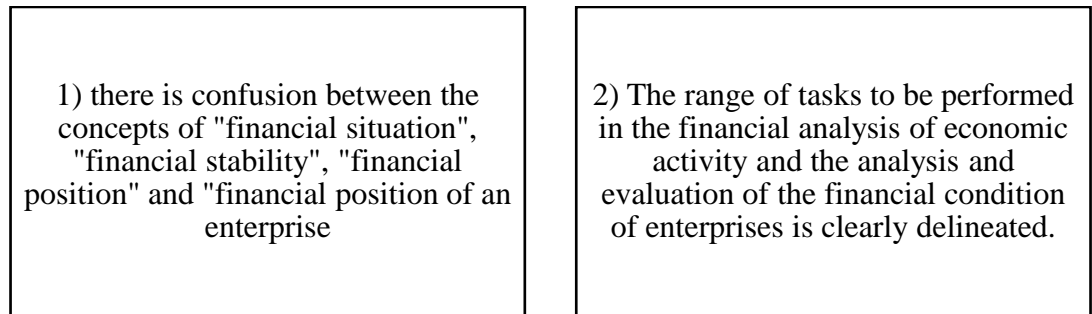 1) there is confusion between the
concepts of "financial situation",
"financial stability", "financial
position" and "financial position of an
enterprise
2) The range of tasks to be performed
in the financial analysis of economic
activity and the analysis and
evaluation of the financial condition
of enterprises is clearly delineated.